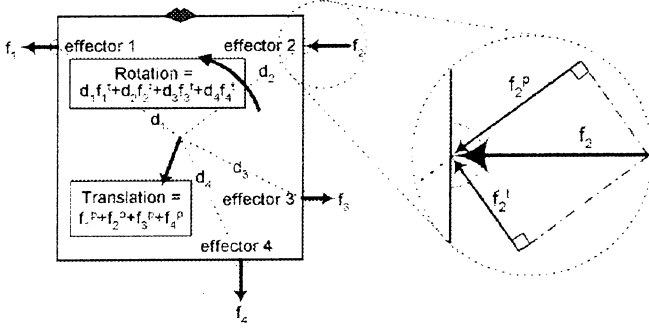 f₁
effector 1
effector 2
f₂
Rotation =
d₁f₁ᵗ+d₂f₂ᵗ+d₃f₃ᵗ+d₄f₄ᵗ
d₂
d₁
d₃
d₄
Translation =
f₁ᵖ+f₂ᵖ+f₃ᵖ+f₄ᵖ
effector 3
f₃
effector 4
f₄
f₂ᵖ
f₂
f₂ᵗ